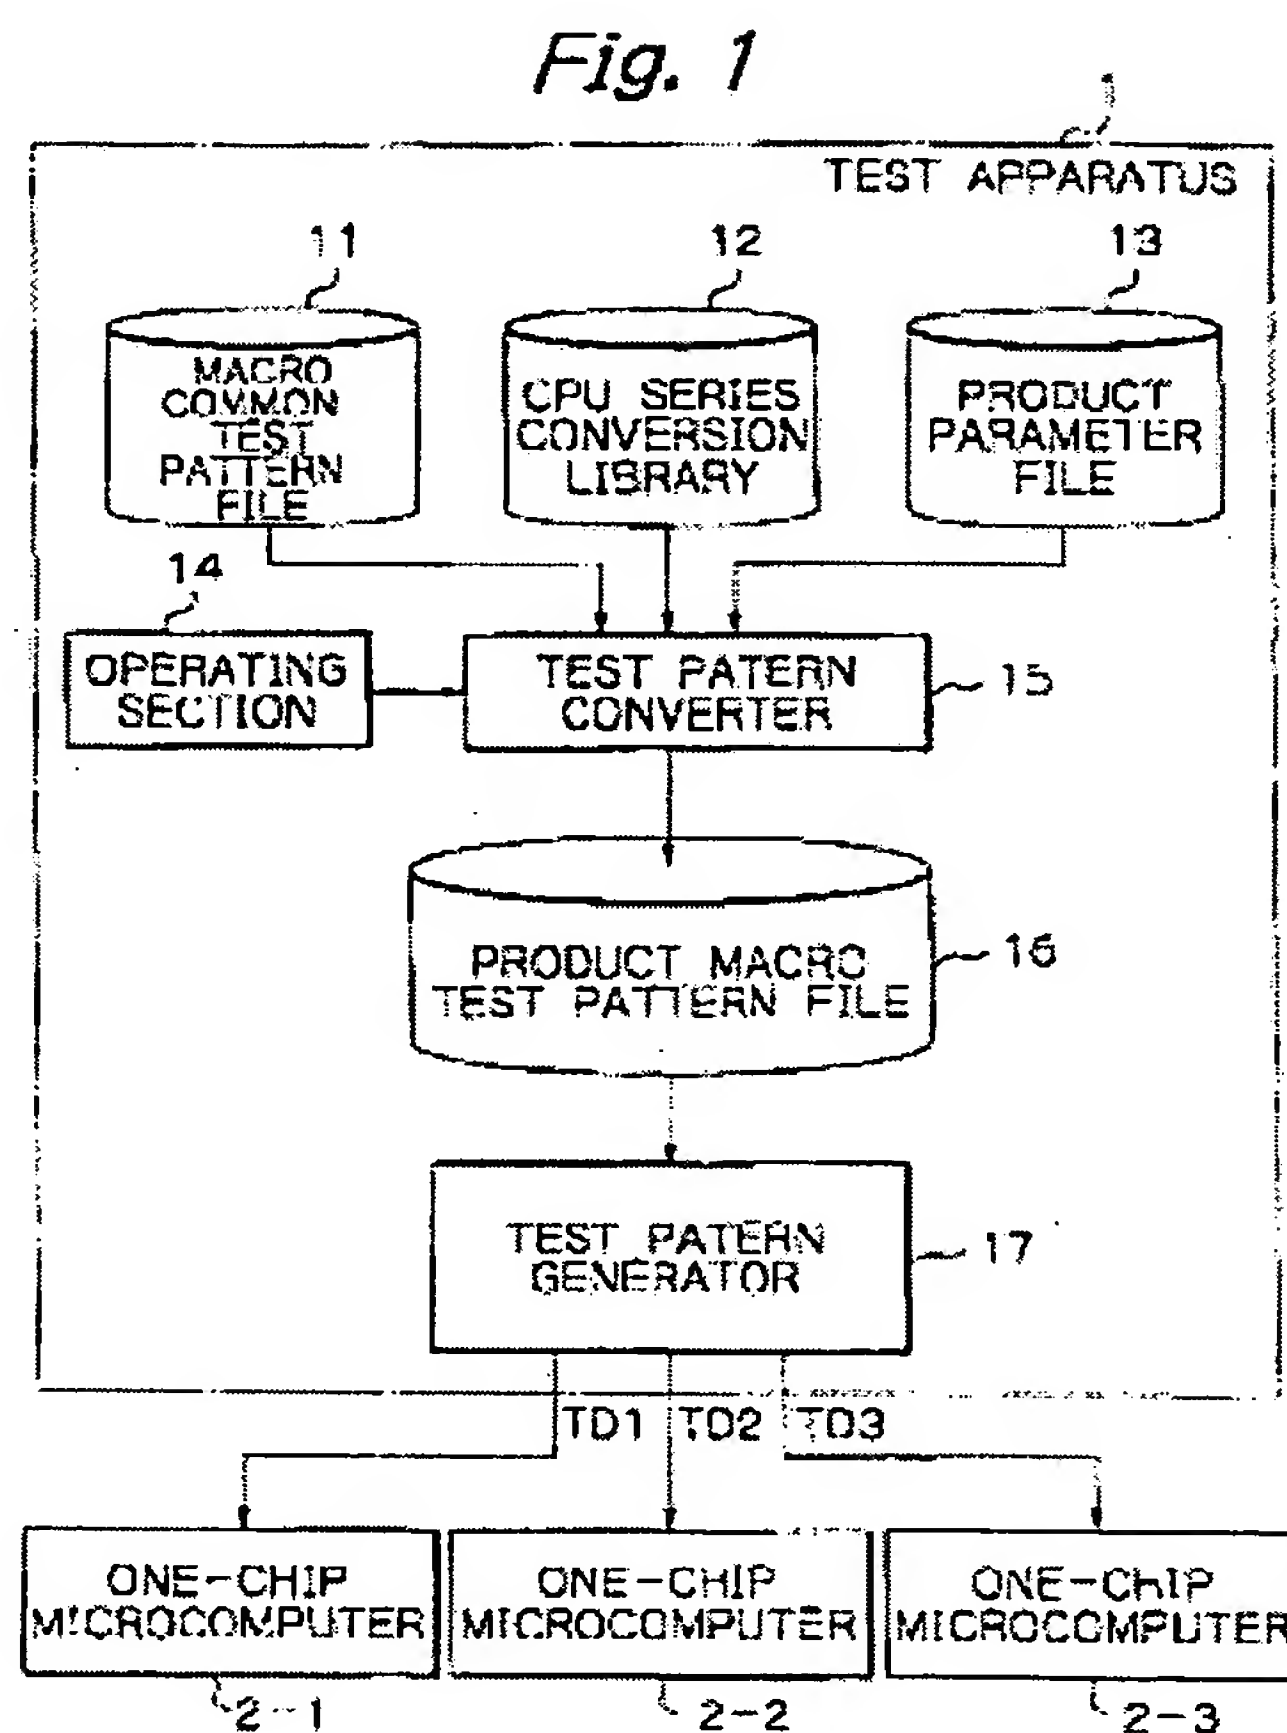 Fig. 1
1
TEST APPARATUS
11
12
13
MACRO
COMMON
TEST
PATTERN
FILE
CPU SERIES
CONVERSION
LIBRARY
PRODUCT
PARAMETER
FILE
14
OPERATING
SECTION
TEST PATERN
CONVERTER
15
PRODUCT MACRO
TEST PATTERN FILE
16
TEST PATERN
GENERATOR
17
TD1 TD2 TD3
ONE-CHIP
MICROCOMPUTER
ONE-CHIP
MICROCOMPUTER
ONE-CHIP
MICROCOMPUTER
2-1
2-2
2-3